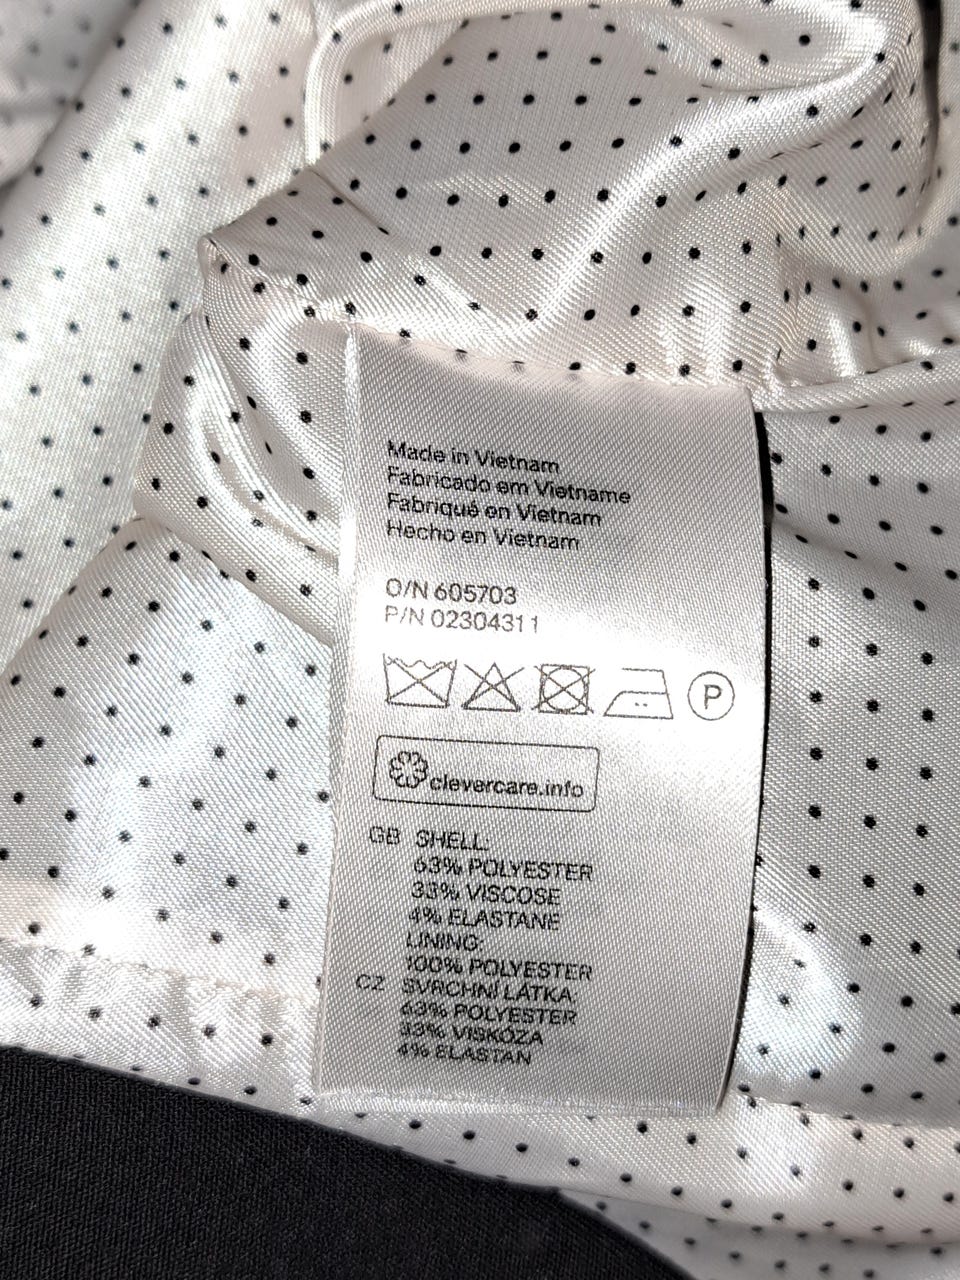 Made in Vietnam
Fabricado em Vietname
Fabriqué en Vietnam
Hecho en Vietnam
O/N 605703
P/N 02304311
P
clevercare.info
GB SHELL:
63% POLYESTER
33% VISCOSE
4% ELASTANE
LINING:
100% POLYESTER
CZ SVRCHNÍ LÁTKA:
63% POLYESTER
33% VISKÓZA
4% ELASTAN